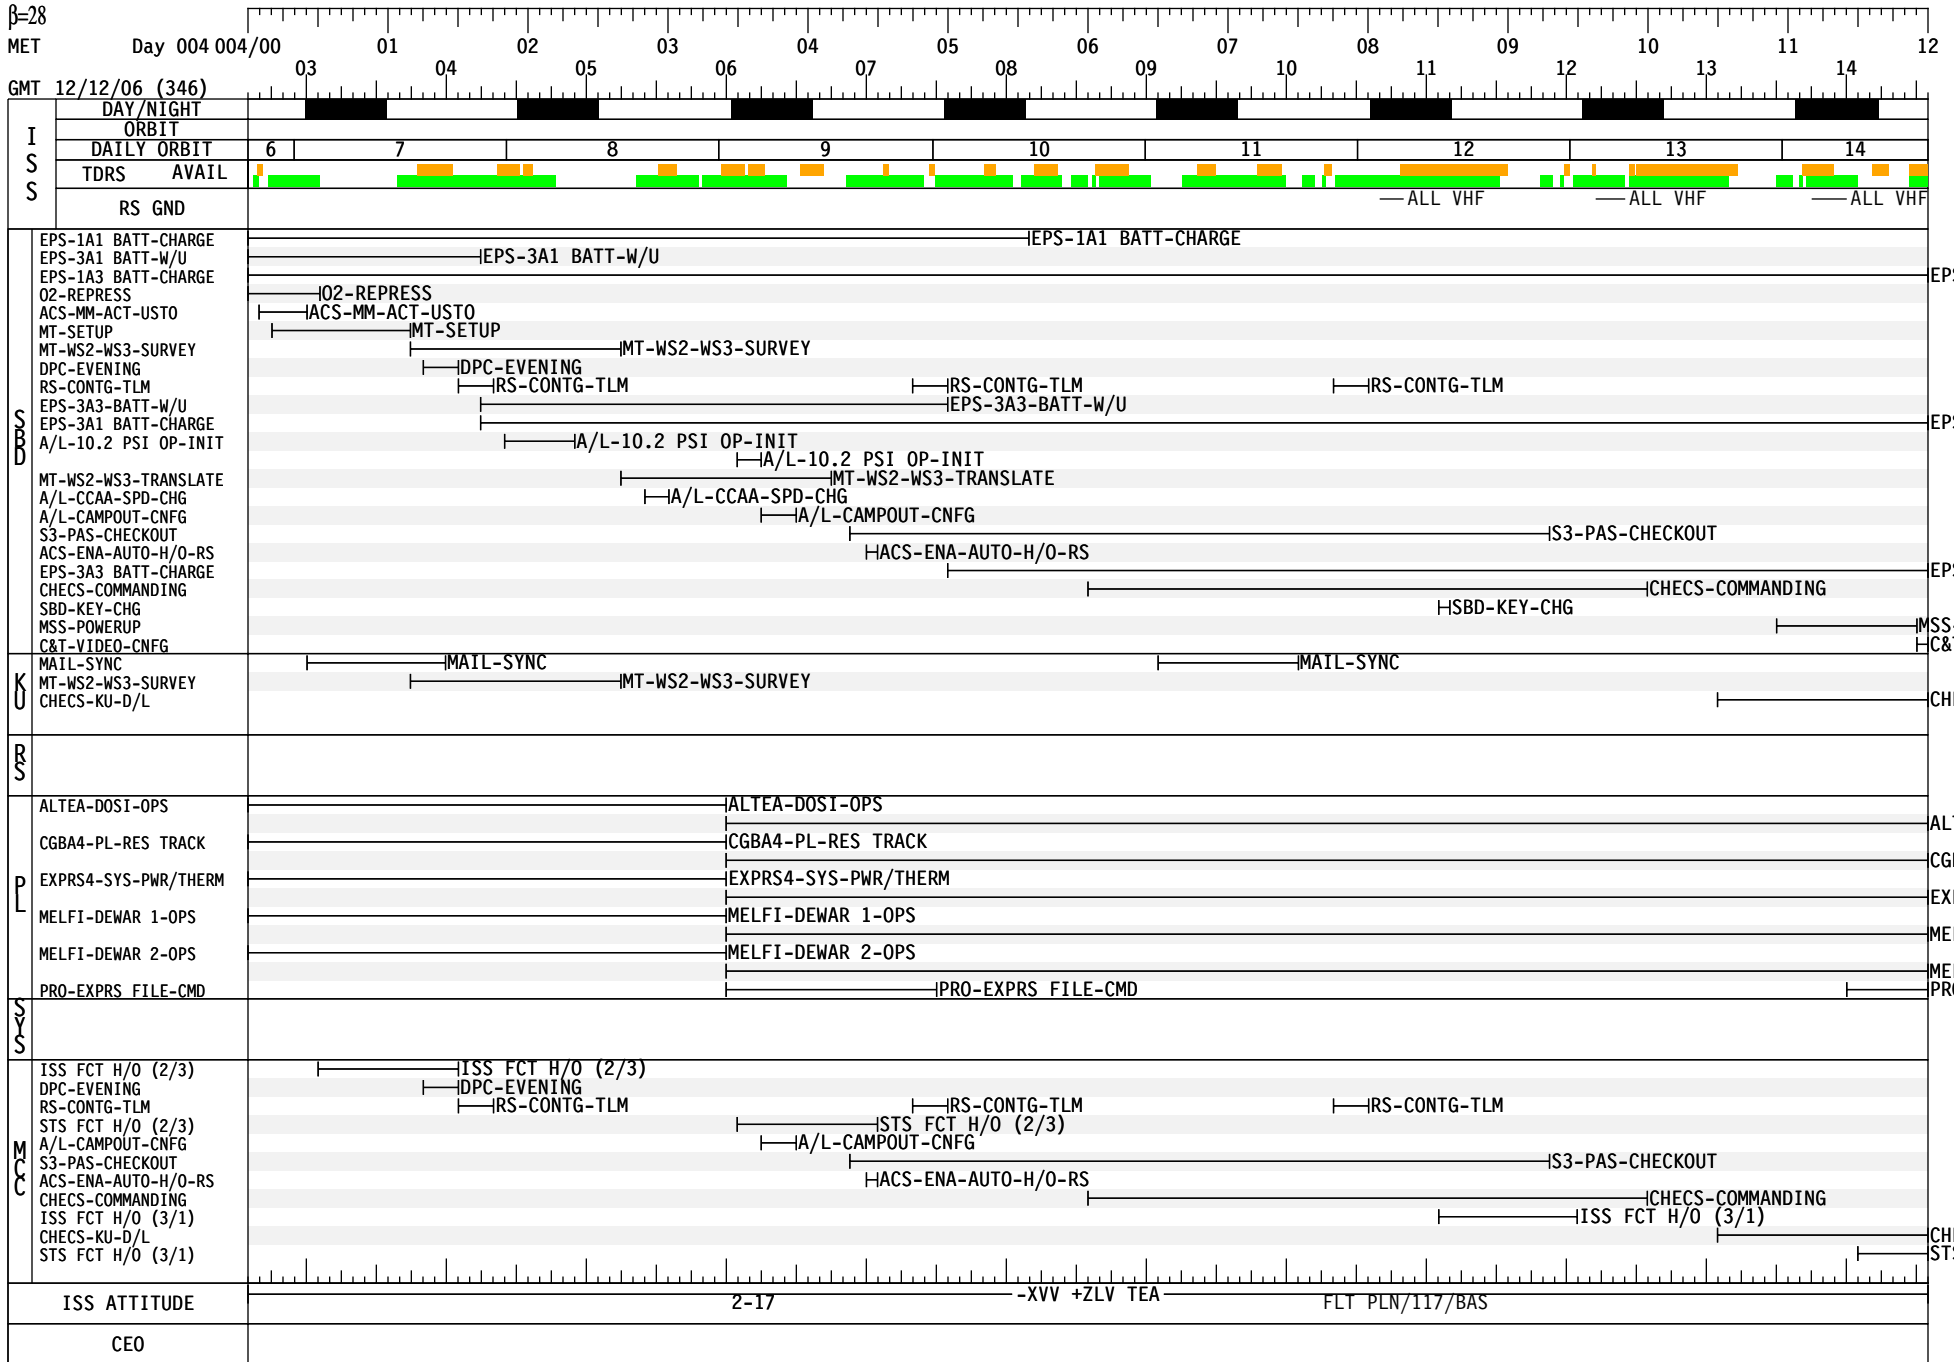 β=28
MET Day 004 004/00 01 02 03 04 05 06 07 08 09 10 11 12
03 04 05 06 07 08 09 10 11 12 13 14
GMT 12/12/06 (346)
ISS
DAY/NIGHT
ORBIT
DAILY ORBIT 6 7 8 9 10 11 12 13 14
TDRS AVAIL
RS GND ALL VHF ALL VHF ALL VHF
SBD
EPS-1A1 BATT-CHARGE EPS-1A1 BATT-CHARGE
EPS-3A1 BATT-W/U EPS-3A1 BATT-W/U
EPS-1A3 BATT-CHARGE EPS
O2-REPRESS O2-REPRESS
ACS-MM-ACT-USTO ACS-MM-ACT-USTO
MT-SETUP MT-SETUP
MT-WS2-WS3-SURVEY MT-WS2-WS3-SURVEY
DPC-EVENING DPC-EVENING
RS-CONTG-TLM RS-CONTG-TLM RS-CONTG-TLM RS-CONTG-TLM
EPS-3A3-BATT-W/U EPS-3A3-BATT-W/U
EPS-3A1 BATT-CHARGE EPS
A/L-10.2 PSI OP-INIT A/L-10.2 PSI OP-INIT
A/L-10.2 PSI OP-INIT
MT-WS2-WS3-TRANSLATE MT-WS2-WS3-TRANSLATE
A/L-CCAA-SPD-CHG A/L-CCAA-SPD-CHG
A/L-CAMPOUT-CNFG A/L-CAMPOUT-CNFG
S3-PAS-CHECKOUT S3-PAS-CHECKOUT
ACS-ENA-AUTO-H/O-RS ACS-ENA-AUTO-H/O-RS
EPS-3A3 BATT-CHARGE EPS
CHECS-COMMANDING CHECS-COMMANDING
SBD-KEY-CHG SBD-KEY-CHG
MSS-POWERUP MSS-
C&T-VIDEO-CNFG C&T
KU
MAIL-SYNC MAIL-SYNC MAIL-SYNC
MT-WS2-WS3-SURVEY MT-WS2-WS3-SURVEY
CHECS-KU-D/L CHE
RS
PL
ALTEA-DOSI-OPS ALTEA-DOSI-OPS
ALT
CGBA4-PL-RES TRACK CGBA4-PL-RES TRACK
CGB
EXPRS4-SYS-PWR/THERM EXPRS4-SYS-PWR/THERM
EXP
MELFI-DEWAR 1-OPS MELFI-DEWAR 1-OPS
MEL
MELFI-DEWAR 2-OPS MELFI-DEWAR 2-OPS
MEL
PRO-EXPRS FILE-CMD PRO-EXPRS FILE-CMD PRO
SYS
MCC
ISS FCT H/O (2/3) ISS FCT H/O (2/3)
DPC-EVENING DPC-EVENING
RS-CONTG-TLM RS-CONTG-TLM RS-CONTG-TLM RS-CONTG-TLM
STS FCT H/O (2/3) STS FCT H/O (2/3)
A/L-CAMPOUT-CNFG A/L-CAMPOUT-CNFG
S3-PAS-CHECKOUT S3-PAS-CHECKOUT
ACS-ENA-AUTO-H/O-RS ACS-ENA-AUTO-H/O-RS
CHECS-COMMANDING CHECS-COMMANDING
ISS FCT H/O (3/1) ISS FCT H/O (3/1)
CHECS-KU-D/L CHE
STS FCT H/O (3/1) STS
ISS ATTITUDE -XVV +ZLV TEA
2-17 FLT PLN/117/BAS
CEO